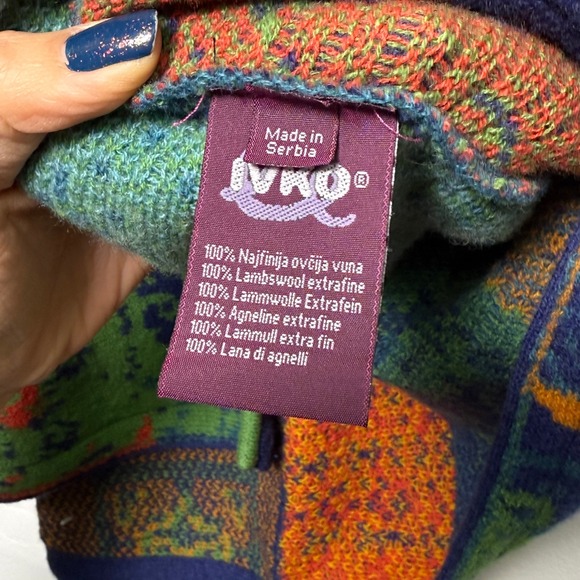 Made in
Serbia
IVKO®
100% Najfinija ovčija vuna
100% Lambswool extrafine
100% Lammwolle Extrafein
100% Agneline extrafine
100% Lammull extra fin
100% Lana di agnelli